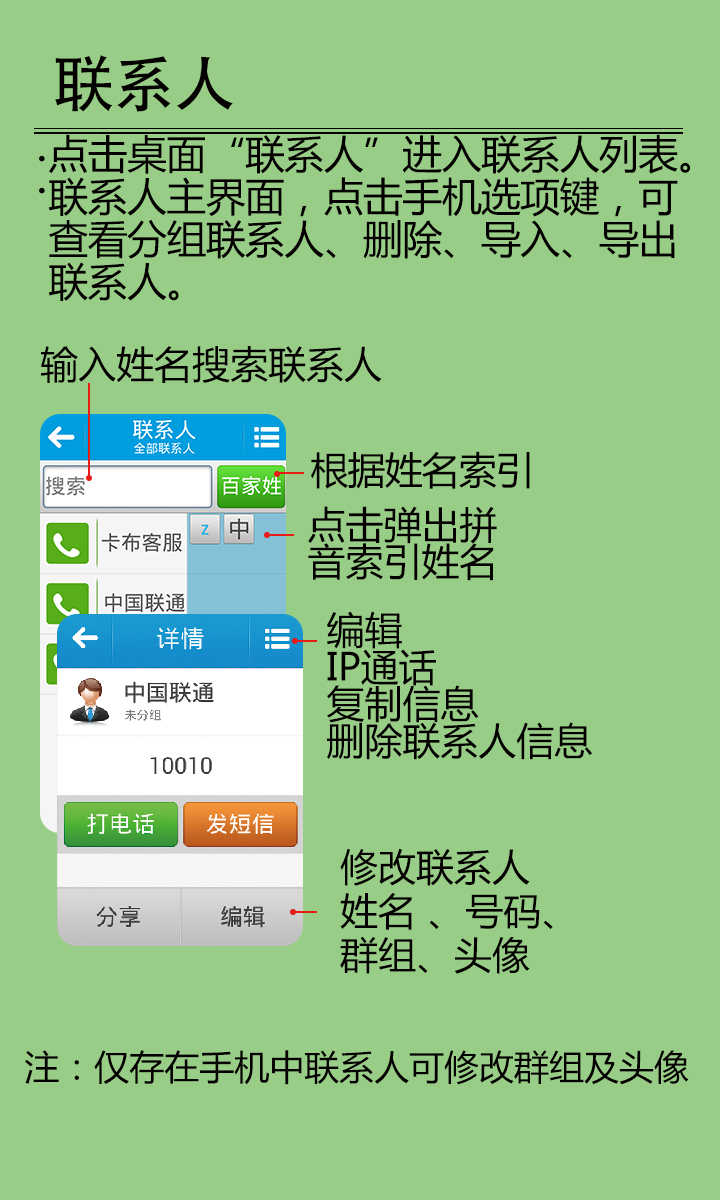 联系人
·点击桌面“联系人”进入联系人列表。
·联系人主界面，点击手机选项键，可
查看分组联系人、删除、导入、导出
联系人。
输入姓名搜索联系人
联系人
全部联系人
搜索
百家姓
根据姓名索引
卡布客服
z
中
点击弹出拼
音索引姓名
中国联通
详情
编辑
IP通话
复制信息
删除联系人信息
中国联通
未分组
10010
打电话
发短信
分享
编辑
修改联系人
姓名 、号码、
群组、头像
注：仅存在手机中联系人可修改群组及头像